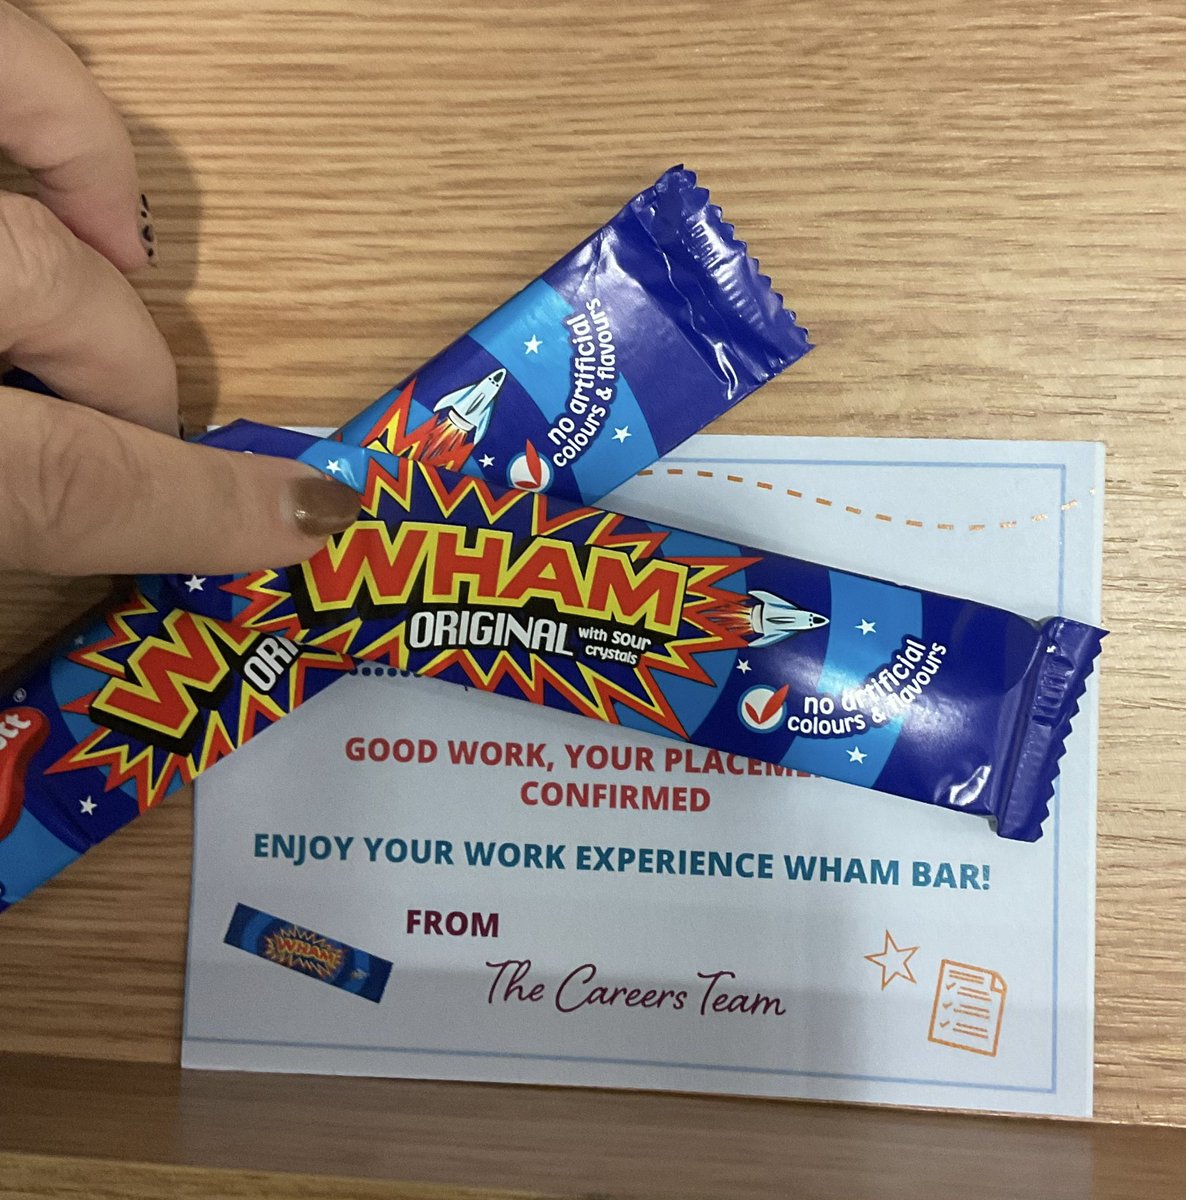 no artificial
colours & flavours
WHAM
ORIGINAL with sour
crystals
no artificial
colours & flavours
GOOD WORK, YOUR
CONFIRMED
ENJOY YOUR WORK EXPERIENCE WHAM BAR!
FROM
WHAM
The Careers Team